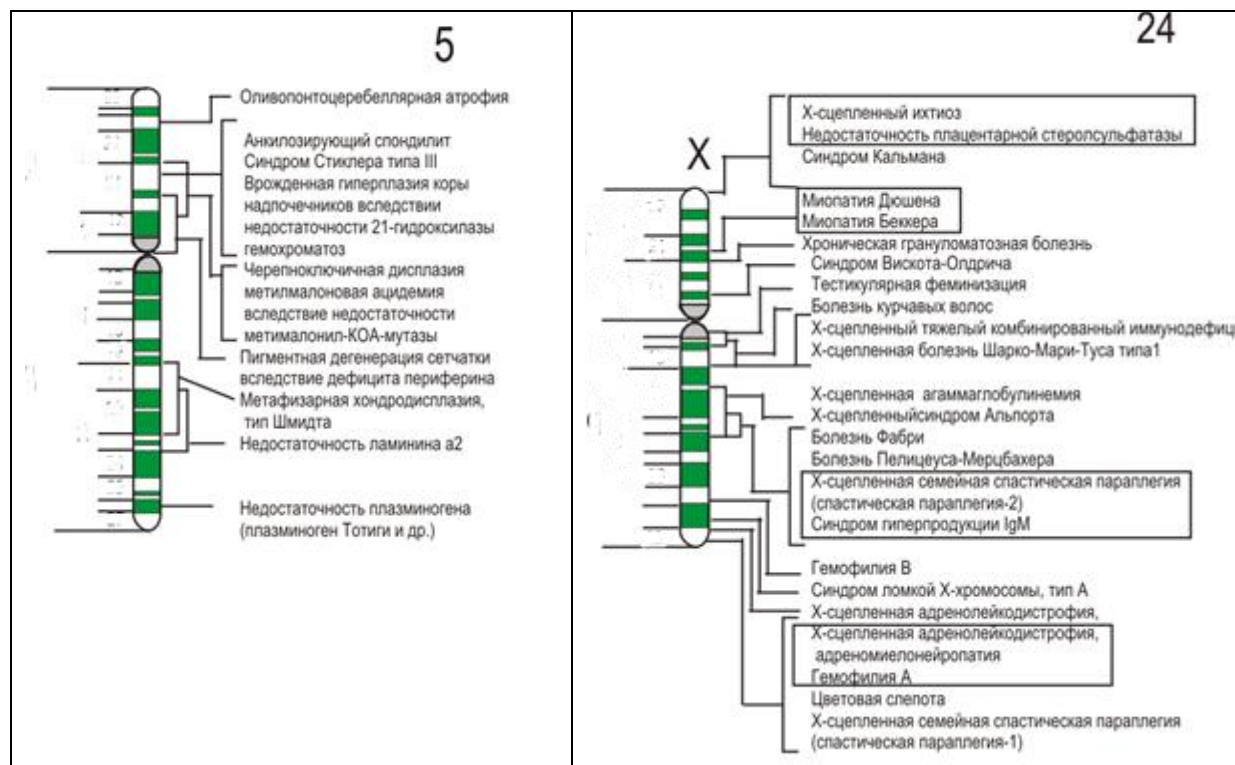 5
Оливопонтоцеребеллярная атрофия
Анкилозирующий спондилит
Синдром Стиклера типа III
Врожденная гиперплазия коры
надпочечников вследствии
недостаточности 21-гидроксилазы
гемохроматоз
Черепноключичная дисплазия
метилмалоновая ацидемия
вследствие недостаточности
метималонил-КОА-мутазы
Пигментная дегенерация сетчатки
вследствие дефицита периферина
Метафизарная хондродисплазия,
тип Шмидта
Недостаточность ламинина а2
Недостаточность плазминогена
(плазминоген Тотиги и др.)
24
X
Х-сцепленный ихтиоз
Недостаточность плацентарной стеролсульфатазы
Синдром Кальмана
Миопатия Дюшена
Миопатия Беккера
Хроническая грануломатозная болезнь
Синдром Вискота-Олдрича
Тестикулярная феминизация
Болезнь курчавых волос
Х-сцепленный тяжелый комбинированный иммунодефиц
Х-сцепленная болезнь Шарко-Мари-Туса типа1
Х-сцепленная агаммаглобулинемия
Х-сцепленныйсиндром Альпорта
Болезнь Фабри
Болезнь Пелицеуса-Мерцбахера
Х-сцепленная семейная спастическая параплегия
(спастическая параплегия-2)
Синдром гиперпродукции IgM
Гемофилия В
Синдром ломкой Х-хромосомы, тип А
Х-сцепленная адренолейкодистрофия,
Х-сцепленная адренолейкодистрофия,
адреномиелонейропатия
Гемофилия А
Цветовая слепота
Х-сцепленная семейная спастическая параплегия
(спастическая параплегия-1)